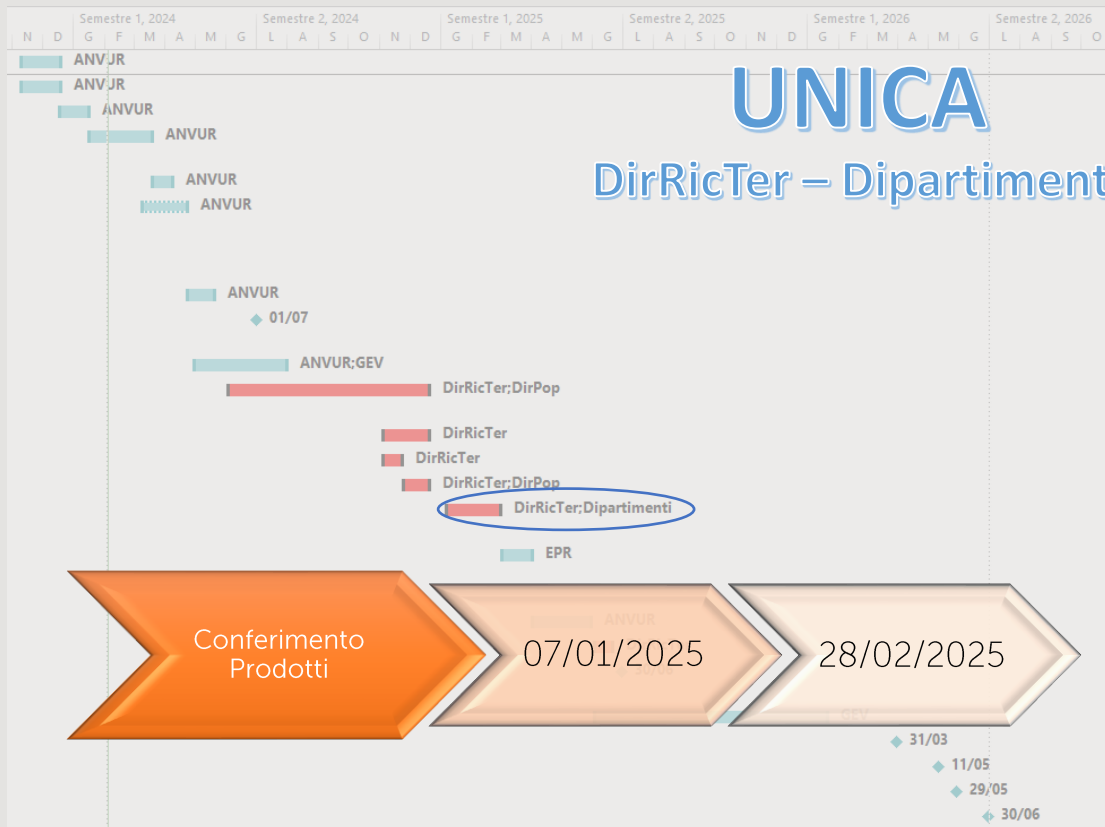 Semestre 1, 2024 Semestre 2, 2024 Semestre 1, 2025 Semestre 2, 2025 Semestre 1, 2026 Semestre 2, 2026
N D G F M A M G L A S O N D G F M A M G L A S O N D G F M A M G L A S O
ANVUR
ANVUR
ANVUR
ANVUR
UNICA
ANVUR
DirRicTer – Dipartiment
ANVUR
ANVUR
01/07
ANVUR;GEV
DirRicTer;DirPop
DirRicTer
DirRicTer
DirRicTer;DirPop
DirRicTer;Dipartimenti
EPR
ANVUR
Conferimento
Prodotti
07/01/2025
28/02/2025
GEV
31/03
11/05
29/05
30/06